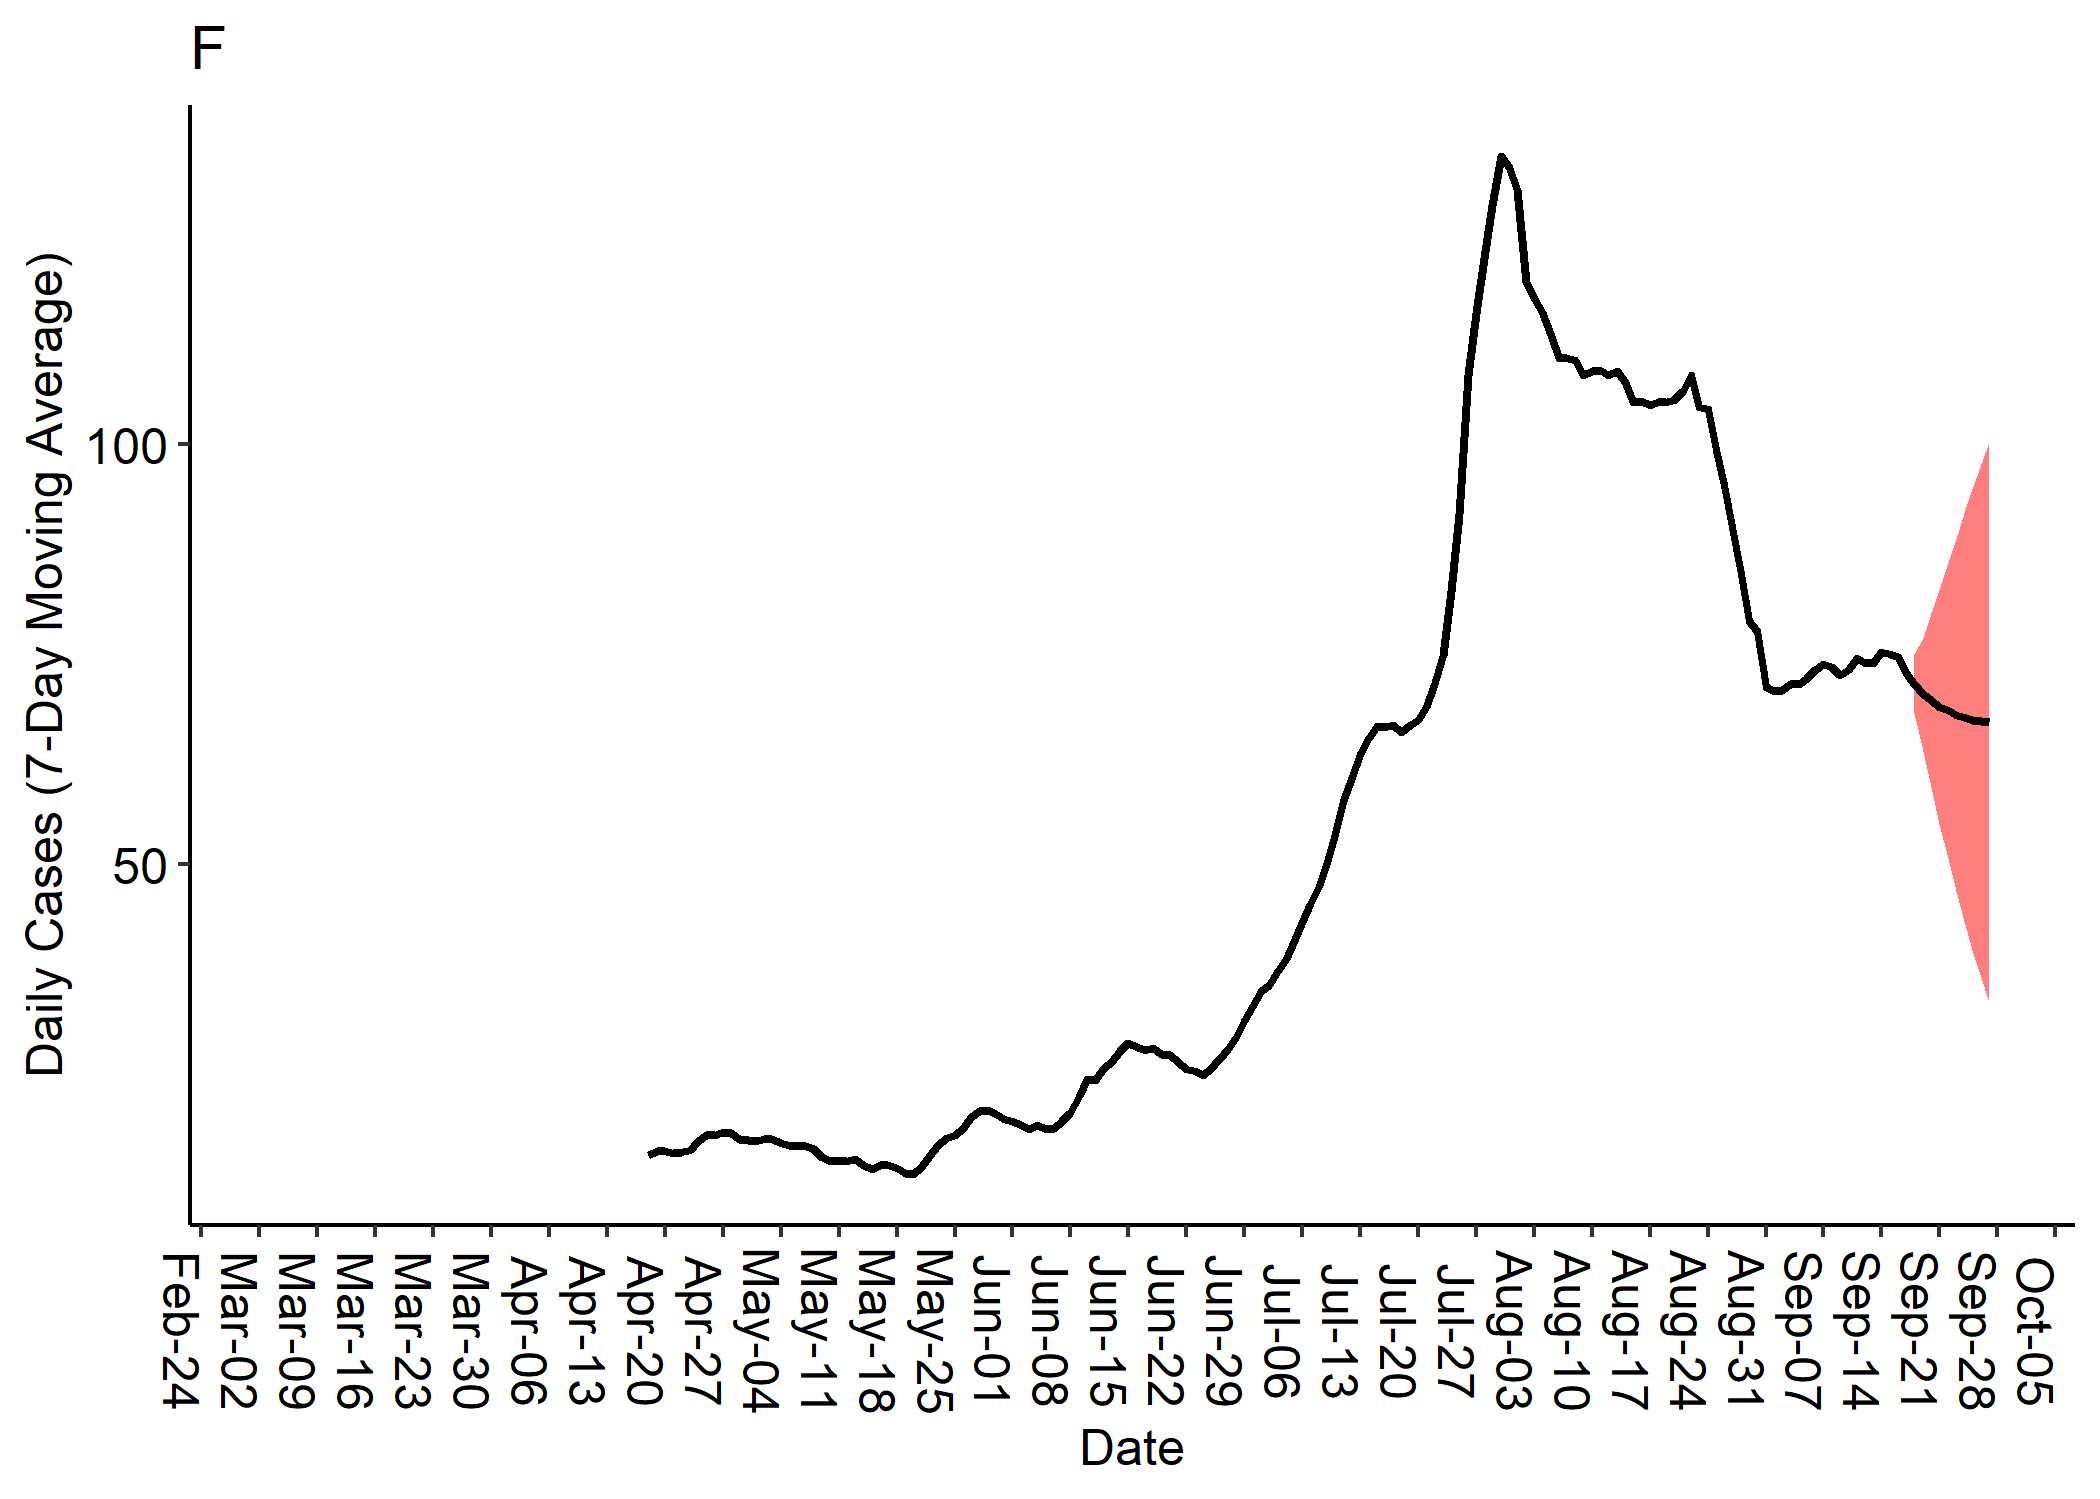 F
Daily Cases (7-Day Moving Average)
100
50
Feb-24
Mar-02
Mar-09
Mar-16
Mar-23
Mar-30
Apr-06
Apr-13
Apr-20
Apr-27
May-04
May-11
May-18
May-25
Jun-01
Jun-08
Jun-15
Jun-22
Jun-29
Jul-06
Jul-13
Jul-20
Jul-27
Aug-03
Aug-10
Aug-17
Aug-24
Aug-31
Sep-07
Sep-14
Sep-21
Sep-28
Oct-05
Date